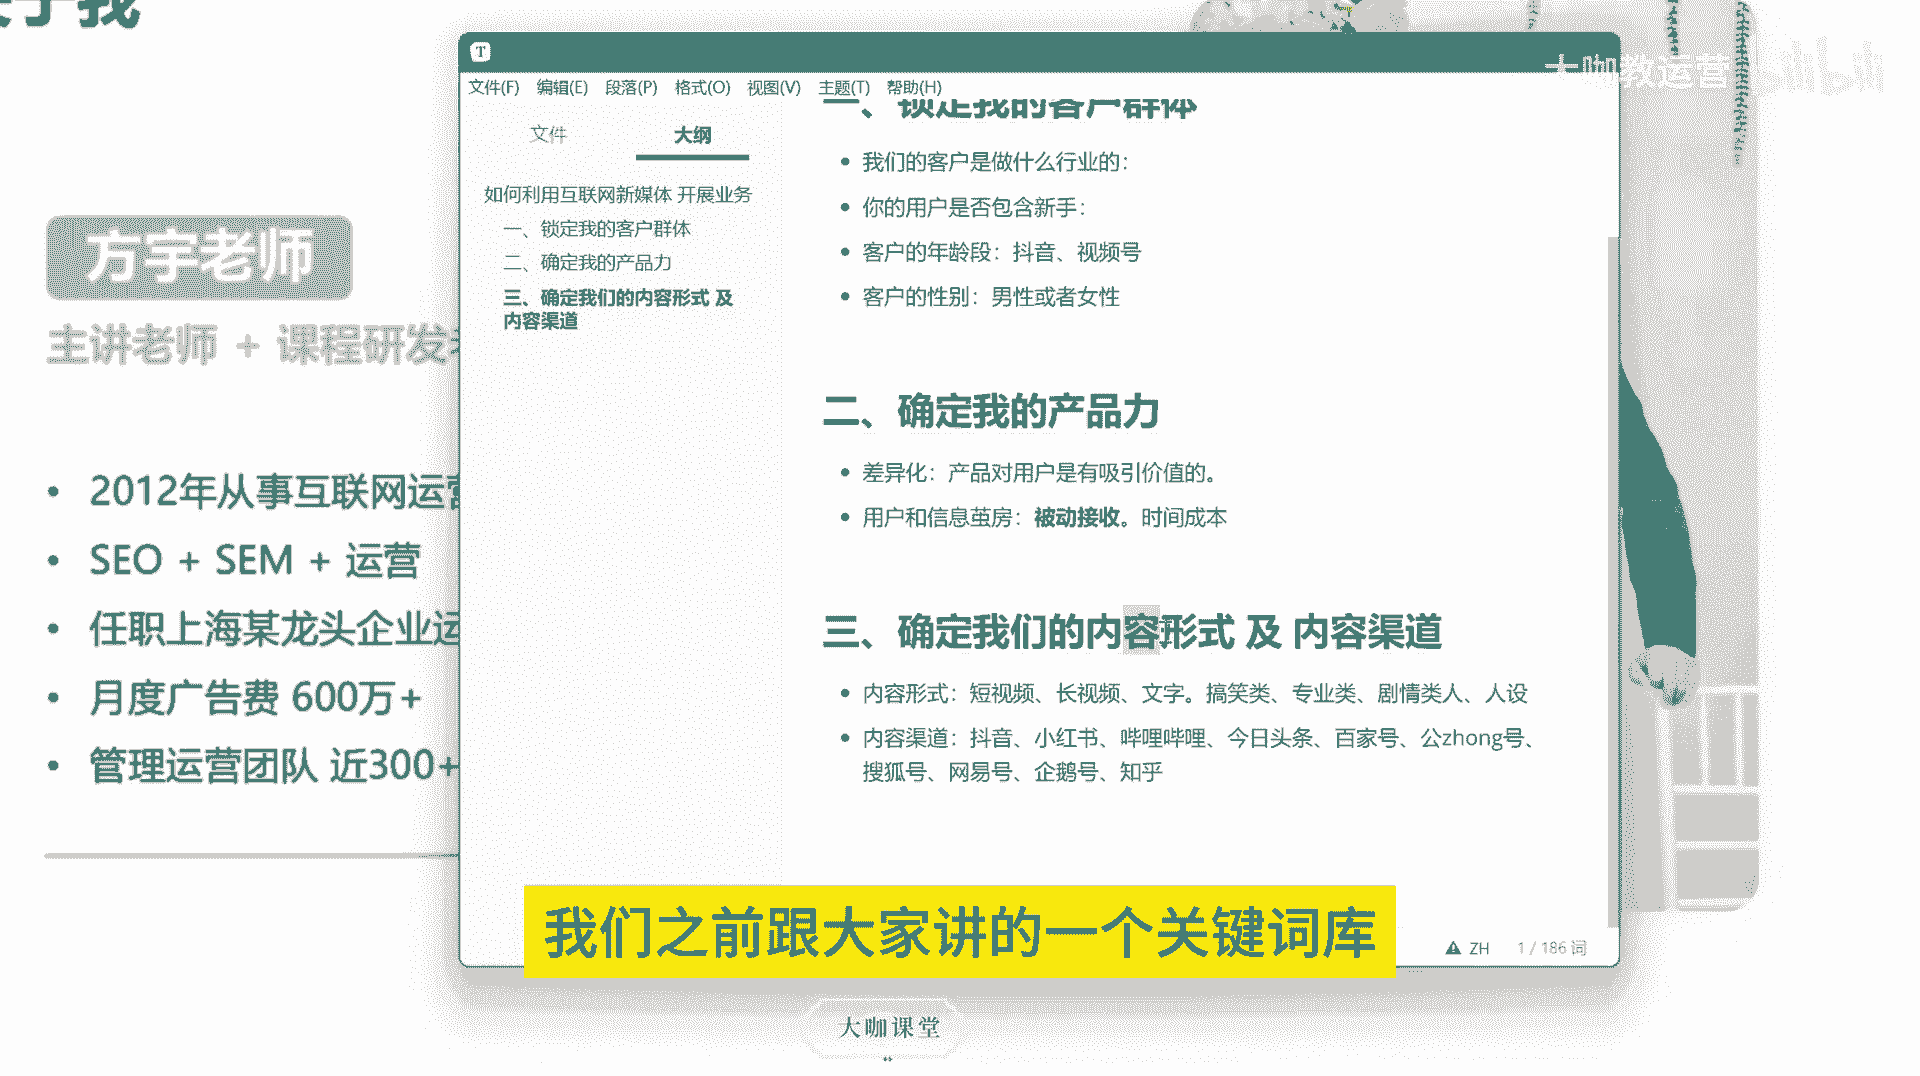 于我
大咖教运营 bilibili
T
文件(F) 编辑(E) 段落(P) 格式(O) 视图(V) 主题(T) 帮助(H)
文件 大纲
如何利用互联网新媒体 开展业务
一、锁定我的客户群体
二、确定我的产品力
三、确定我们的内容形式 及
内容渠道
一、锁定我的客户群体
我们的客户是做什么行业的：
你的用户是否包含新手：
客户的年龄段：抖音、视频号
客户的性别：男性或者女性
二、确定我的产品力
差异化：产品对用户是有吸引价值的。
用户和信息茧房：被动接收。时间成本
三、确定我们的内容形式 及 内容渠道
内容形式：短视频、长视频、文字。搞笑类、专业类、剧情类人、人设
内容渠道：抖音、小红书、哔哩哔哩、今日头条、百家号、公zhong号、
搜狐号、网易号、企鹅号、知乎
ZH 1 / 186 词
方宇老师
主讲老师 + 课程研发
2012年从事互联网运营
SEO + SEM + 运营
任职上海某龙头企业运
月度广告费 600万+
管理运营团队 近300+
我们之前跟大家讲的一个关键词库
大咖课堂